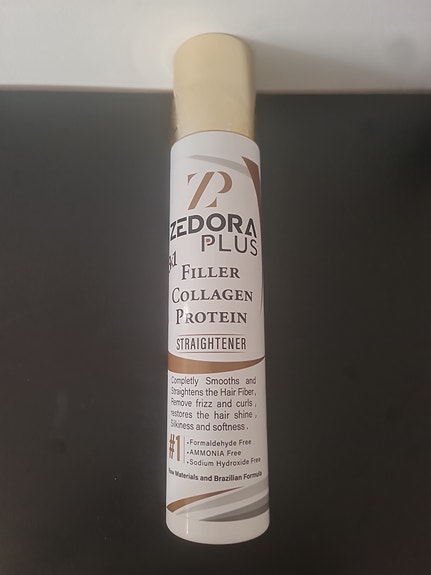 ZP
ZEDORA
PLUS
FILLER
COLLAGEN
PROTEIN
STRAIGHTENER
Completly Smooths and
Straightens the Hair Fiber ,
Remove frizz and curls ,
restores the hair shine ,
Silkiness and softness .
#1
•Formaldehyde Free
•AMMONIA Free
•Sodium Hydroxide Free
Materials and Brazilian Formula